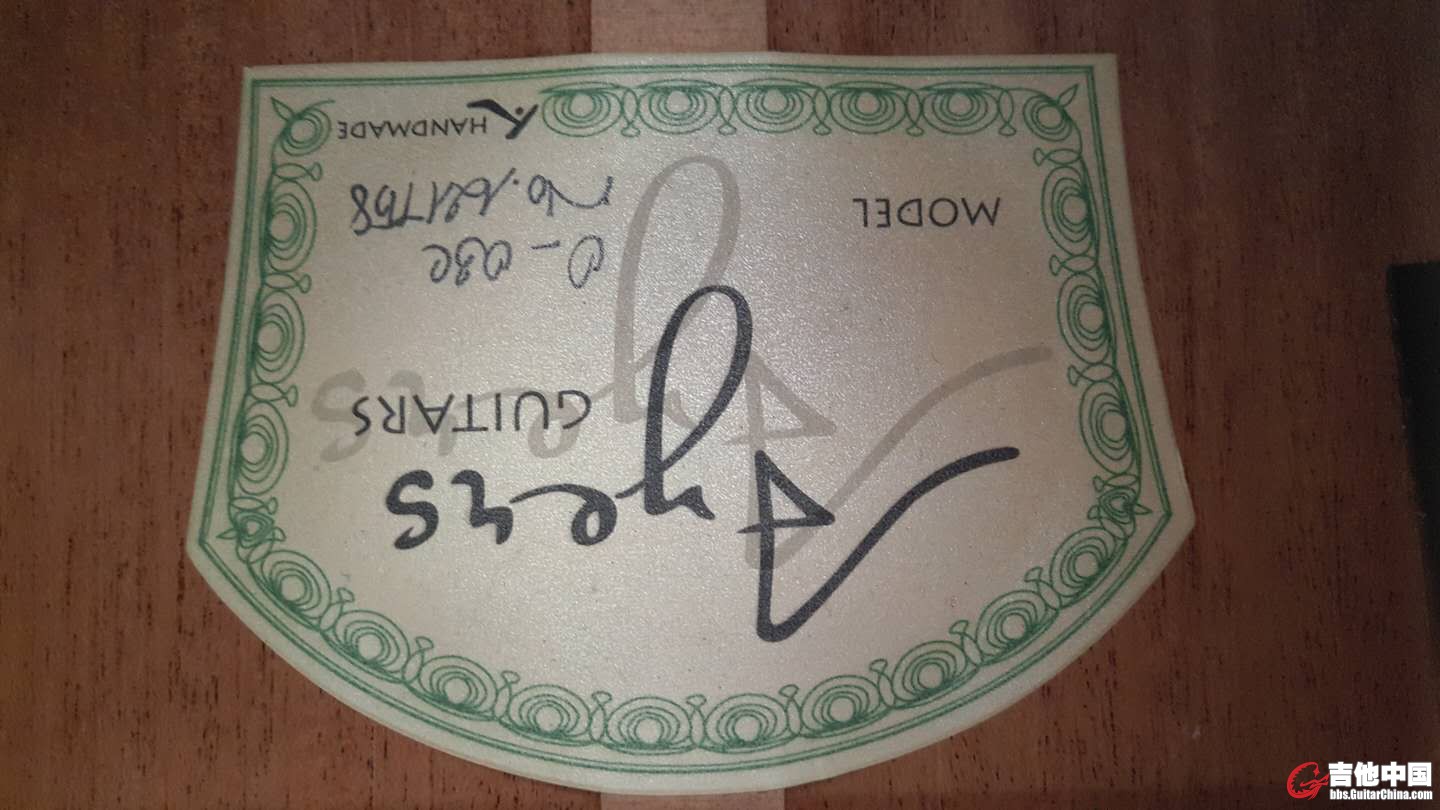 Ayers
GUITARS
MODEL
HANDMADE
吉他中国
bbs.GuitarChina.com